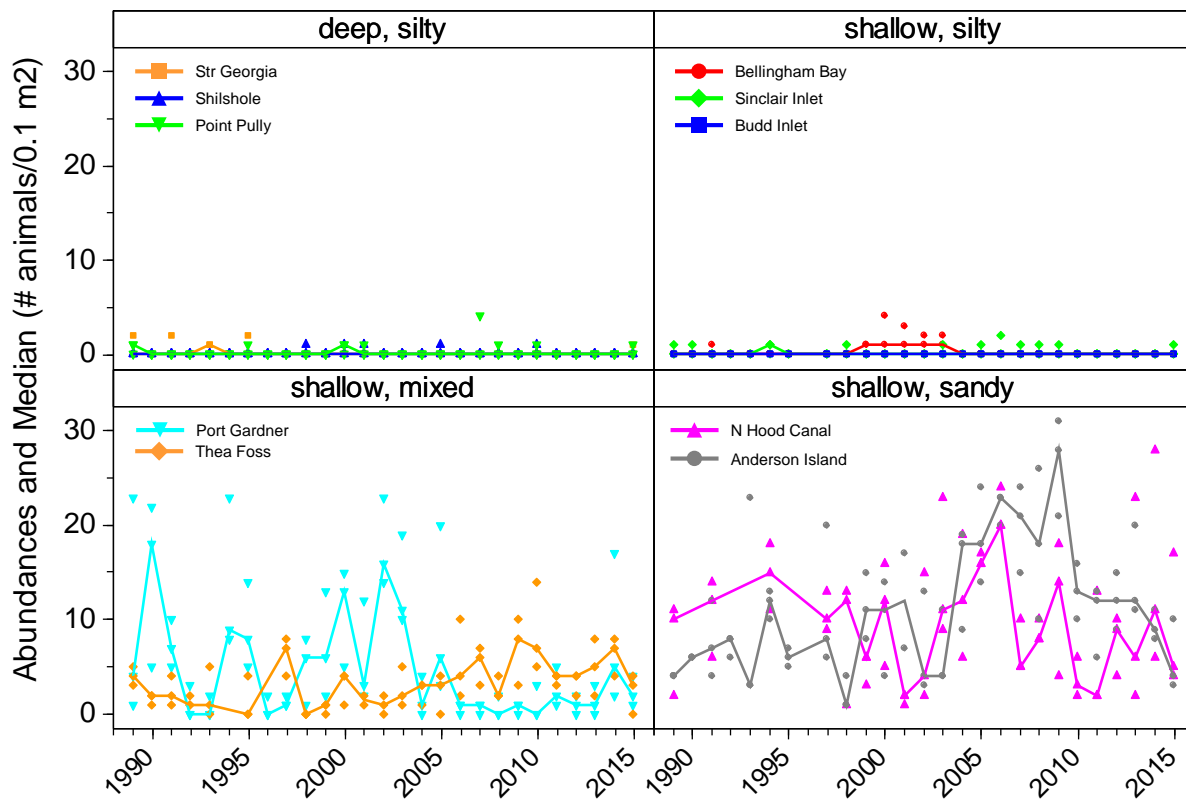 deep, silty
shallow, silty
Abundances and Median (# animals/0.1 m2)
30
20
10
0
Str Georgia
Shilshole
Point Pully
Bellingham Bay
Sinclair Inlet
Budd Inlet
shallow, mixed
shallow, sandy
30
20
10
0
Port Gardner
Thea Foss
N Hood Canal
Anderson Island
1990
1995
2000
2005
2010
2015
1990
1995
2000
2005
2010
2015